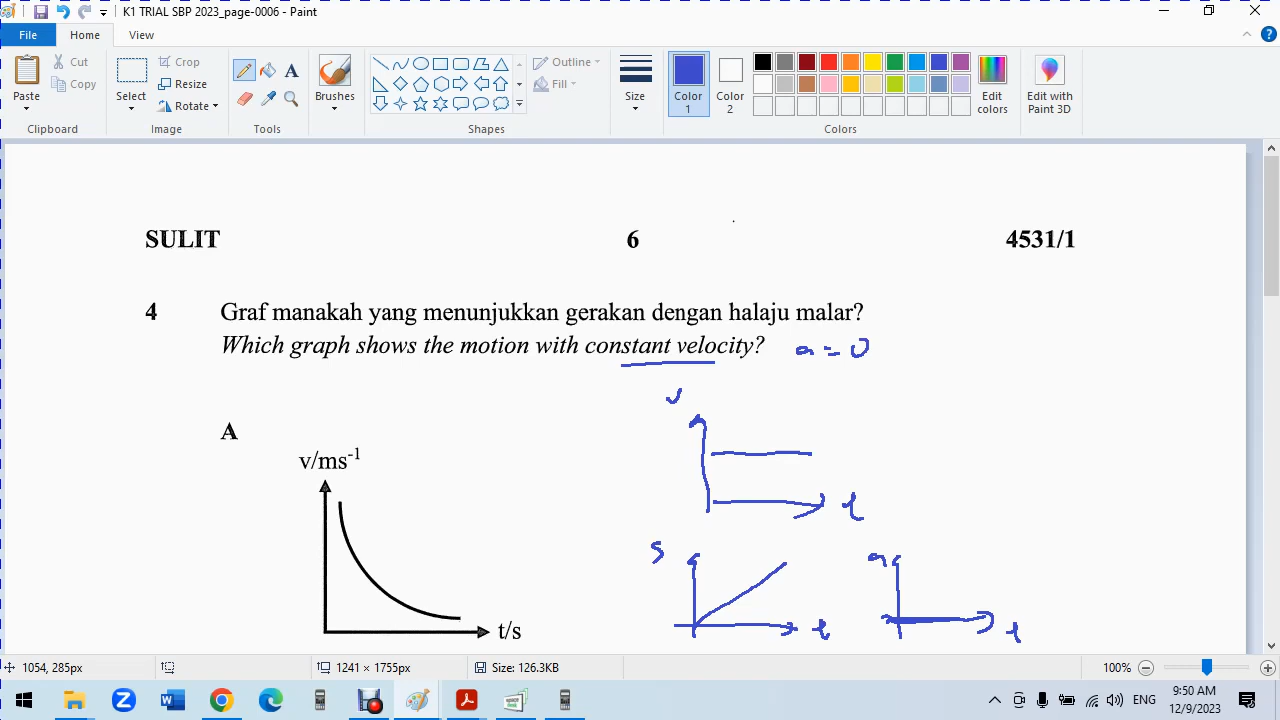 K1 TRIAL SBP 2023_page-0006 - Paint
File Home View
Paste Cut Copy Select Crop Resize Rotate A Brushes Outline Fill Size Color 1 Color 2 Edit colors Edit with Paint 3D
Clipboard Image Tools Shapes Colors
SULIT 6 4531/1
4 Graf manakah yang menunjukkan gerakan dengan halaju malar?
Which graph shows the motion with constant velocity? a = 0
v
A
v/ms-1
t
s a
t/s t t
1054, 285px 1241 × 1755px Size: 126.3KB 100%
ENG 9:50 AM
12/9/2023